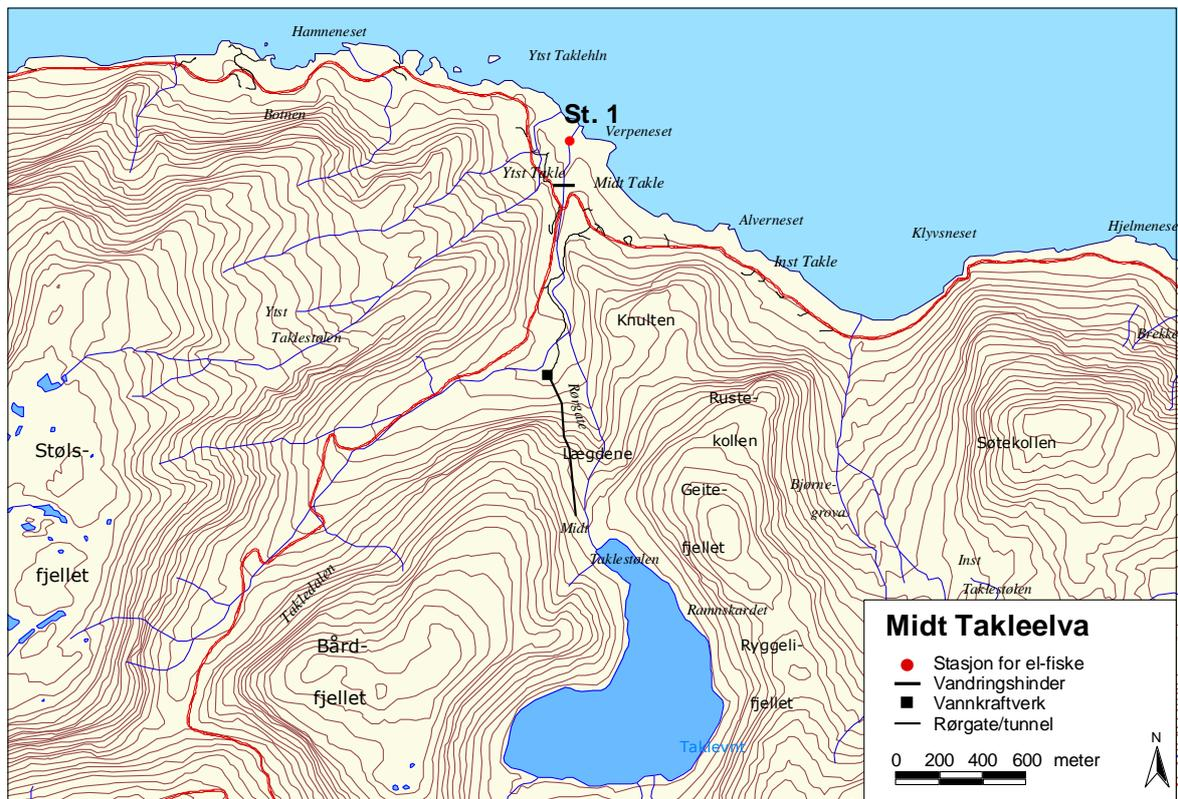 Hamneneset
Ytst Taklehln
Botnen
St. 1
Verpeneset
Ytst Takle
Midt Takle
Alverneset
Klyvsneset
Hjelmenese
Inst Takle
Ytst
Taklestølen
Knulten
Brekke
Rørgate
Ruste-
kollen
Støls-
fjellet
Lægdene
Søtekollen
Geite-
fjellet
Bjørne-
grova
Midt
Taklestølen
Inst
Taklestølen
Takledalen
Ramnskardet
Bård-
fjellet
Ryggeli-
fjellet
Taklevnt
Midt Takleelva
Stasjon for el-fiske
Vandringshinder
Vannkraftverk
Rørgate/tunnel
0 200 400 600 meter
N